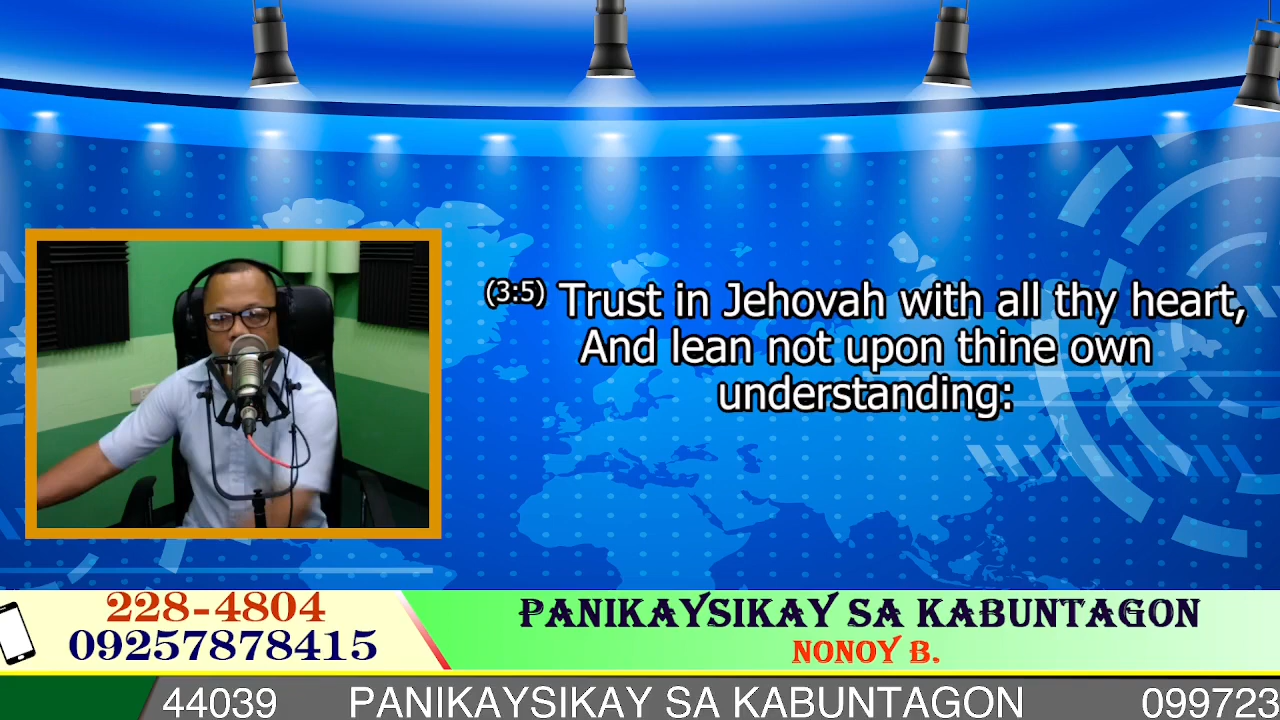 (3:5) Trust in Jehovah with all thy heart,
And lean not upon thine own
understanding:
228-4804
09257878415
PANIKAYSIKAY SA KABUNTAGON
NONOY B.
44039 PANIKAYSIKAY SA KABUNTAGON 099723